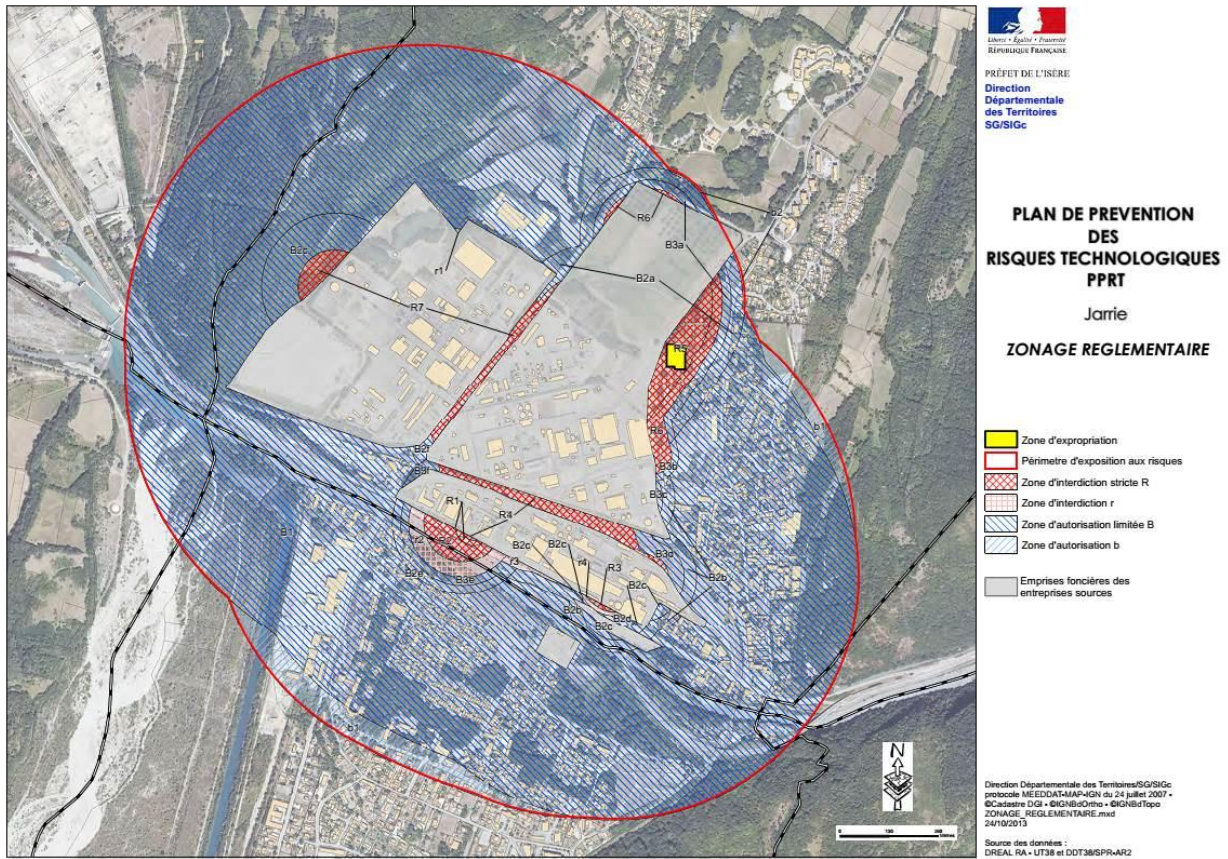 Liberté • Égalité • Fraternité
RÉPUBLIQUE FRANÇAISE
PRÉFET DE L'ISÈRE
Direction
Départementale
des Territoires
SG/SIGc
PLAN DE PREVENTION
DES
RISQUES TECHNOLOGIQUES
PPRT
Jarrie
ZONAGE REGLEMENTAIRE
Zone d'expropriation
Périmètre d'exposition aux risques
Zone d'interdiction stricte R
Zone d'interdiction r
Zone d'autorisation limitée B
Zone d'autorisation b
Emprises foncières des
entreprises sources
Direction Départementale des Territoires/SG/SIGc
protocole MEEDDAT-MAP-IGN du 24 juillet 2007 -
©Cadastre DGI - ©IGNBdOrtho - ©IGNBdTopo
ZONAGE_REGLEMENTAIRE.mxd
24/10/2013
Source des données :
DREAL RA - UT38 et DDT38/SPR-AR2
b2
R6
B3a
B2c
r1
B2a
R7
R5
b1
R6
B2f
B3f
B3b
B3c
R1
R4
B1
r2
R2
B2c
B2c
r3
B3d
B2e
B3e
r4
R3
B2c
B2b
B2b
B2d
B2c
b1
N
0